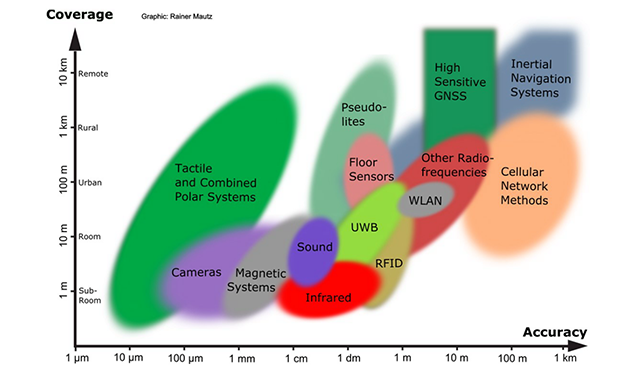 Coverage
Graphic: Rainer Mautz
10 km
Remote
1 km
Rural
100 m
Urban
10 m
Room
1 m
Sub-
Room
Tactile
and Combined
Polar Systems
Pseudo-
lites
High
Sensitive
GNSS
Inertial
Navigation
Systems
Floor
Sensors
Other Radio-
frequencies
Cellular
Network
Methods
WLAN
UWB
Sound
RFID
Cameras
Magnetic
Systems
Infrared
Accuracy
1 µm
10 µm
100 µm
1 mm
1 cm
1 dm
1 m
10 m
100 m
1 km